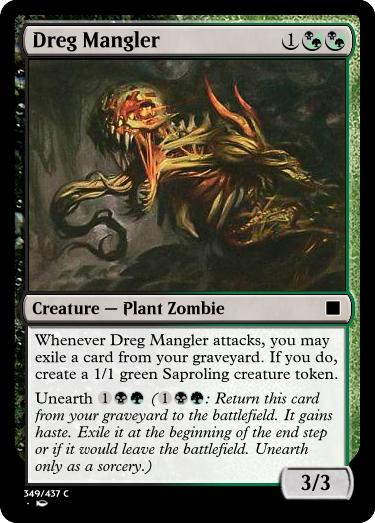 Dreg Mangler 1
Creature — Plant Zombie
Whenever Dreg Mangler attacks, you may
exile a card from your graveyard. If you do,
create a 1/1 green Saproling creature token.
Unearth 1 (1: Return this card
from your graveyard to the battlefield. It gains
haste. Exile it at the beginning of the end step
or if it would leave the battlefield. Unearth
only as a sorcery.)
3/3
349/437 C